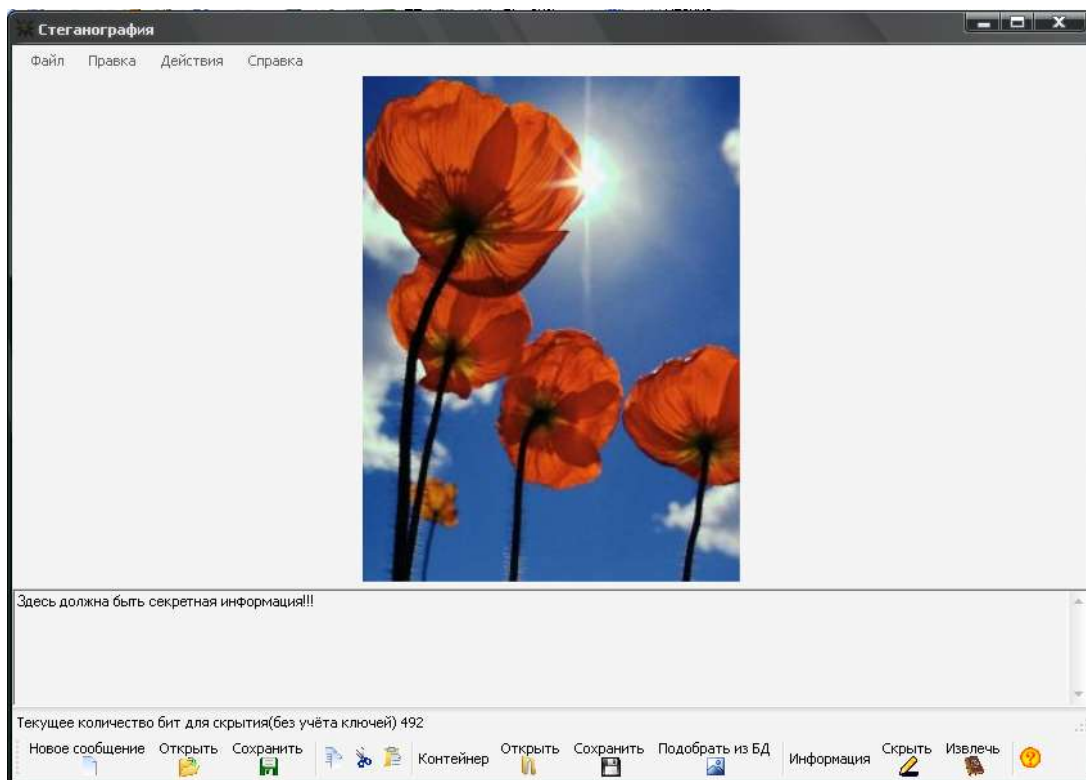 Стеганография
Файл Правка Действия Справка
Здесь должна быть секретная информация!!!
Текущее количество бит для скрытия(без учёта ключей) 492
Новое сообщение Открыть Сохранить Контейнер Открыть Сохранить Подобрать из БД Информация Скрыть Извлечь